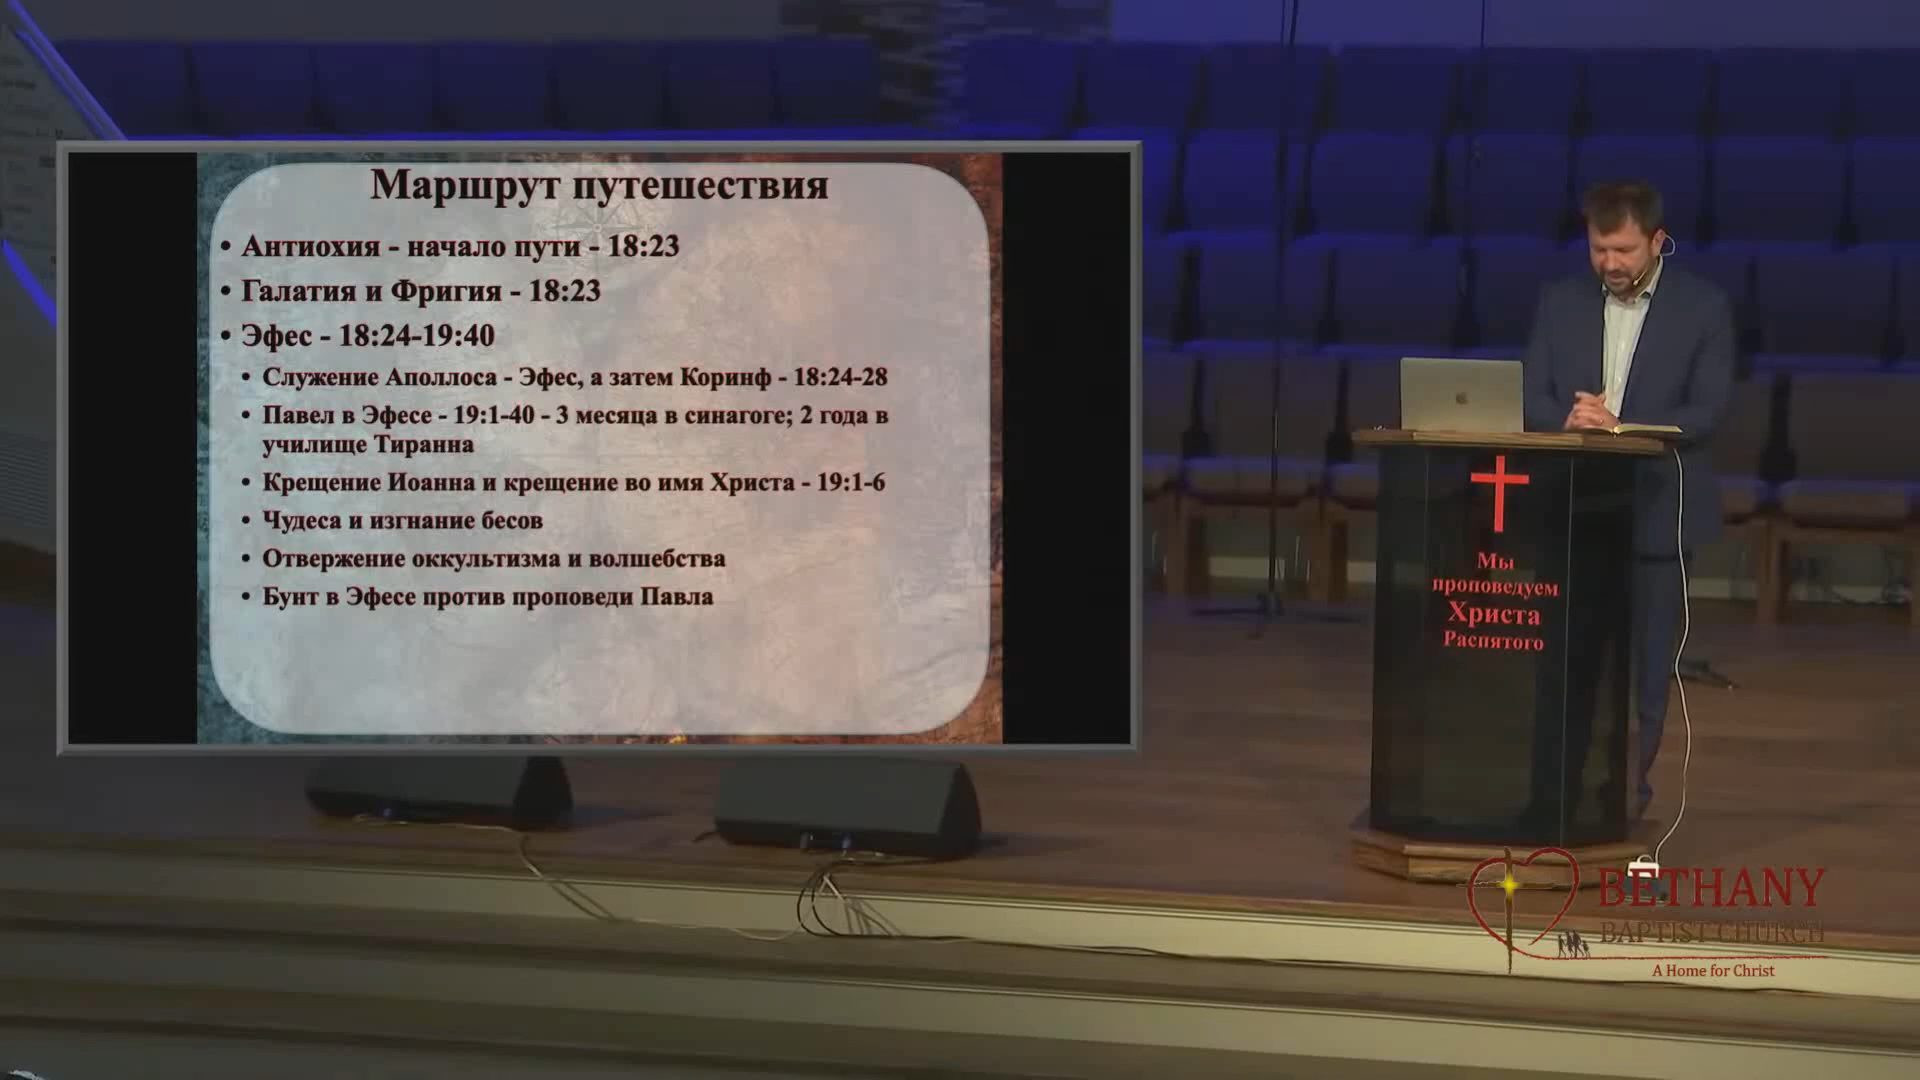 Маршрут путешествия
• Антиохия - начало пути - 18:23
• Галатия и Фригия - 18:23
• Эфес - 18:24-19:40
• Служение Аполлоса - Эфес, а затем Коринф - 18:24-28
• Павел в Эфесе - 19:1-40 - 3 месяца в синагоге; 2 года в
училище Тиранна
• Крещение Иоанна и крещение во имя Христа - 19:1-6
• Чудеса и изгнание бесов
• Отвержение оккультизма и волшебства
• Бунт в Эфесе против проповеди Павла
Мы
проповедуем
Христа
Распятого
BETHANY
BAPTIST CHURCH
A Home for Christ